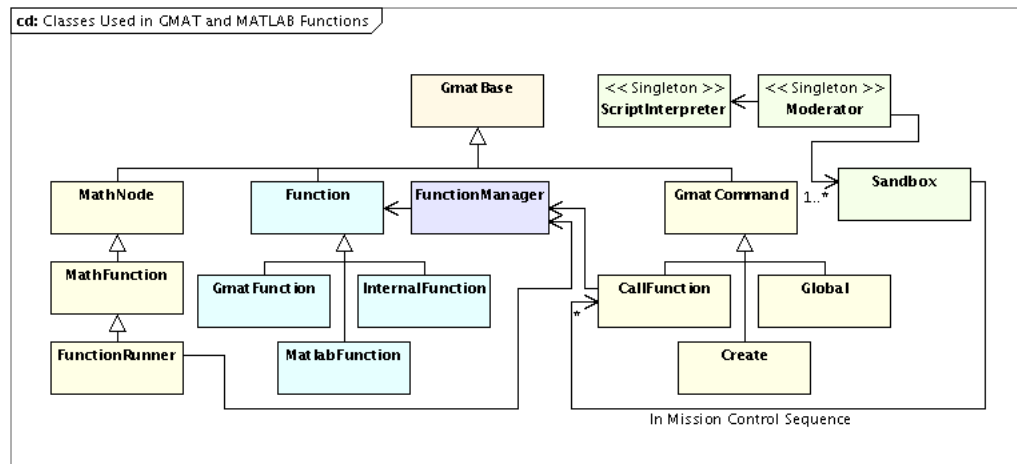 cd: Classes Used in GMAT and MATLAB Functions
GmatBase
<< Singleton >>
ScriptInterpreter
<< Singleton >>
Moderator
MathNode
Function
FunctionManager
GmatCommand
1..*
Sandbox
MathFunction
GmatFunction
InternalFunction
CallFunction
Global
*
FunctionRunner
MatlabFunction
Create
In Mission Control Sequence